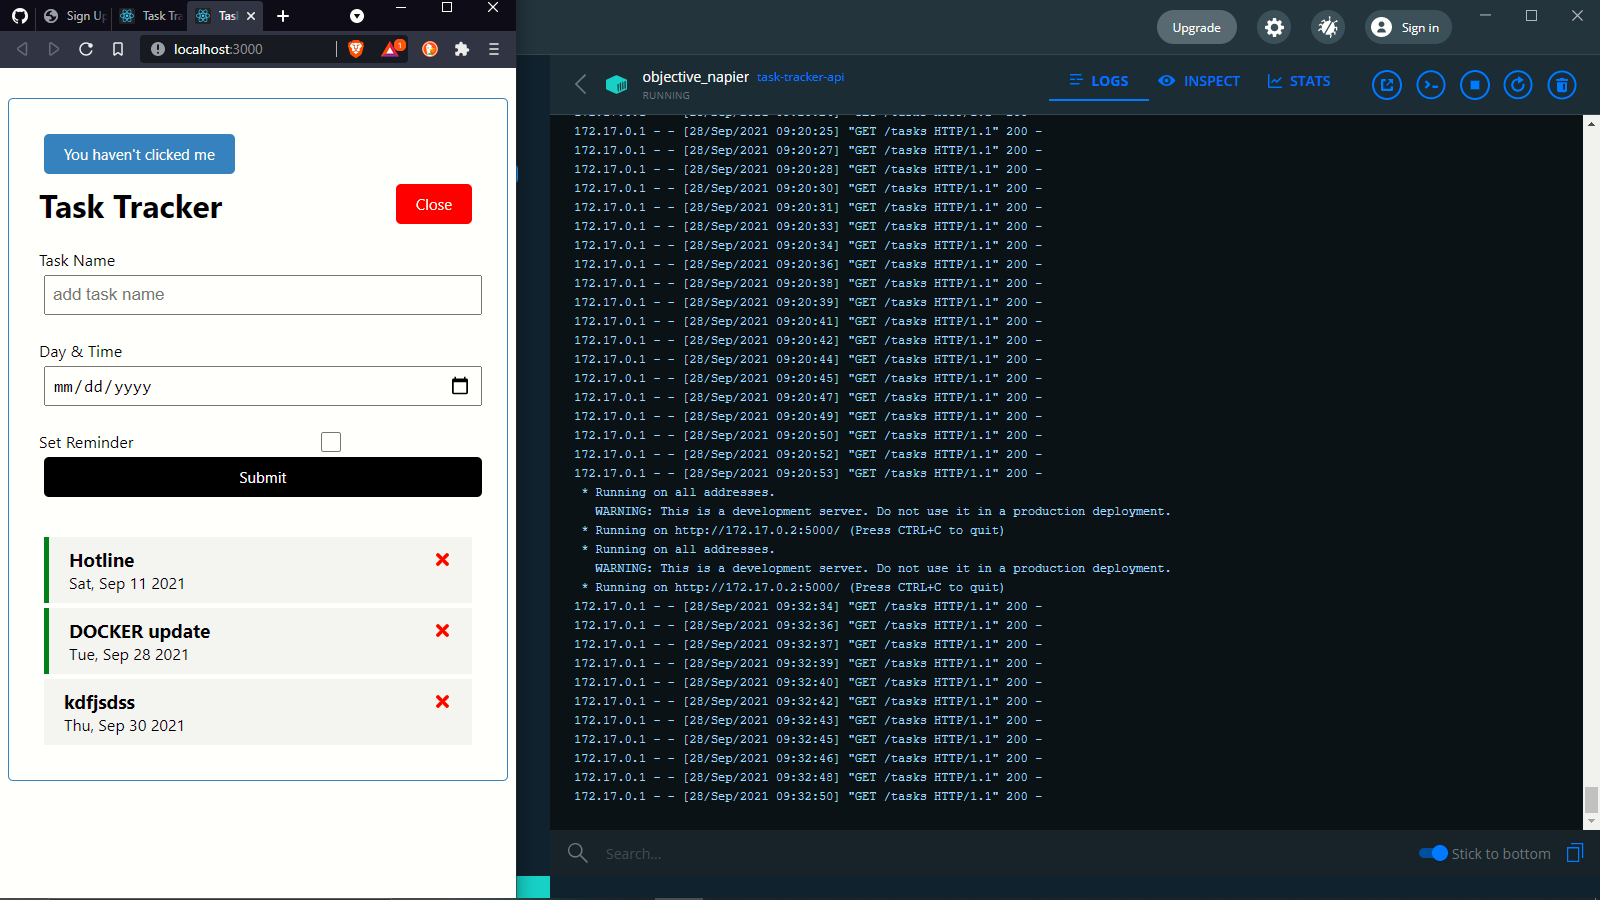 Sign Up
Task Tra
Tas
localhost:3000
1
You haven't clicked me
Task Tracker
Close
Task Name
add task name
Day & Time
mm/dd/yyyy
Set Reminder
Submit
Hotline
Sat, Sep 11 2021
DOCKER update
Tue, Sep 28 2021
kdfjsdss
Thu, Sep 30 2021
Upgrade
Sign in
objective_napier task-tracker-api
RUNNING
LOGS
INSPECT
STATS
172.17.0.1 - - [28/Sep/2021 09:20:25] "GET /tasks HTTP/1.1" 200 -
172.17.0.1 - - [28/Sep/2021 09:20:27] "GET /tasks HTTP/1.1" 200 -
172.17.0.1 - - [28/Sep/2021 09:20:28] "GET /tasks HTTP/1.1" 200 -
172.17.0.1 - - [28/Sep/2021 09:20:30] "GET /tasks HTTP/1.1" 200 -
172.17.0.1 - - [28/Sep/2021 09:20:31] "GET /tasks HTTP/1.1" 200 -
172.17.0.1 - - [28/Sep/2021 09:20:33] "GET /tasks HTTP/1.1" 200 -
172.17.0.1 - - [28/Sep/2021 09:20:34] "GET /tasks HTTP/1.1" 200 -
172.17.0.1 - - [28/Sep/2021 09:20:36] "GET /tasks HTTP/1.1" 200 -
172.17.0.1 - - [28/Sep/2021 09:20:38] "GET /tasks HTTP/1.1" 200 -
172.17.0.1 - - [28/Sep/2021 09:20:39] "GET /tasks HTTP/1.1" 200 -
172.17.0.1 - - [28/Sep/2021 09:20:41] "GET /tasks HTTP/1.1" 200 -
172.17.0.1 - - [28/Sep/2021 09:20:42] "GET /tasks HTTP/1.1" 200 -
172.17.0.1 - - [28/Sep/2021 09:20:44] "GET /tasks HTTP/1.1" 200 -
172.17.0.1 - - [28/Sep/2021 09:20:45] "GET /tasks HTTP/1.1" 200 -
172.17.0.1 - - [28/Sep/2021 09:20:47] "GET /tasks HTTP/1.1" 200 -
172.17.0.1 - - [28/Sep/2021 09:20:49] "GET /tasks HTTP/1.1" 200 -
172.17.0.1 - - [28/Sep/2021 09:20:50] "GET /tasks HTTP/1.1" 200 -
172.17.0.1 - - [28/Sep/2021 09:20:52] "GET /tasks HTTP/1.1" 200 -
172.17.0.1 - - [28/Sep/2021 09:20:53] "GET /tasks HTTP/1.1" 200 -
* Running on all addresses.
WARNING: This is a development server. Do not use it in a production deployment.
* Running on http://172.17.0.2:5000/ (Press CTRL+C to quit)
* Running on all addresses.
WARNING: This is a development server. Do not use it in a production deployment.
* Running on http://172.17.0.2:5000/ (Press CTRL+C to quit)
172.17.0.1 - - [28/Sep/2021 09:32:34] "GET /tasks HTTP/1.1" 200 -
172.17.0.1 - - [28/Sep/2021 09:32:36] "GET /tasks HTTP/1.1" 200 -
172.17.0.1 - - [28/Sep/2021 09:32:37] "GET /tasks HTTP/1.1" 200 -
172.17.0.1 - - [28/Sep/2021 09:32:39] "GET /tasks HTTP/1.1" 200 -
172.17.0.1 - - [28/Sep/2021 09:32:40] "GET /tasks HTTP/1.1" 200 -
172.17.0.1 - - [28/Sep/2021 09:32:42] "GET /tasks HTTP/1.1" 200 -
172.17.0.1 - - [28/Sep/2021 09:32:43] "GET /tasks HTTP/1.1" 200 -
172.17.0.1 - - [28/Sep/2021 09:32:45] "GET /tasks HTTP/1.1" 200 -
172.17.0.1 - - [28/Sep/2021 09:32:46] "GET /tasks HTTP/1.1" 200 -
172.17.0.1 - - [28/Sep/2021 09:32:48] "GET /tasks HTTP/1.1" 200 -
172.17.0.1 - - [28/Sep/2021 09:32:50] "GET /tasks HTTP/1.1" 200 -
Search...
Stick to bottom